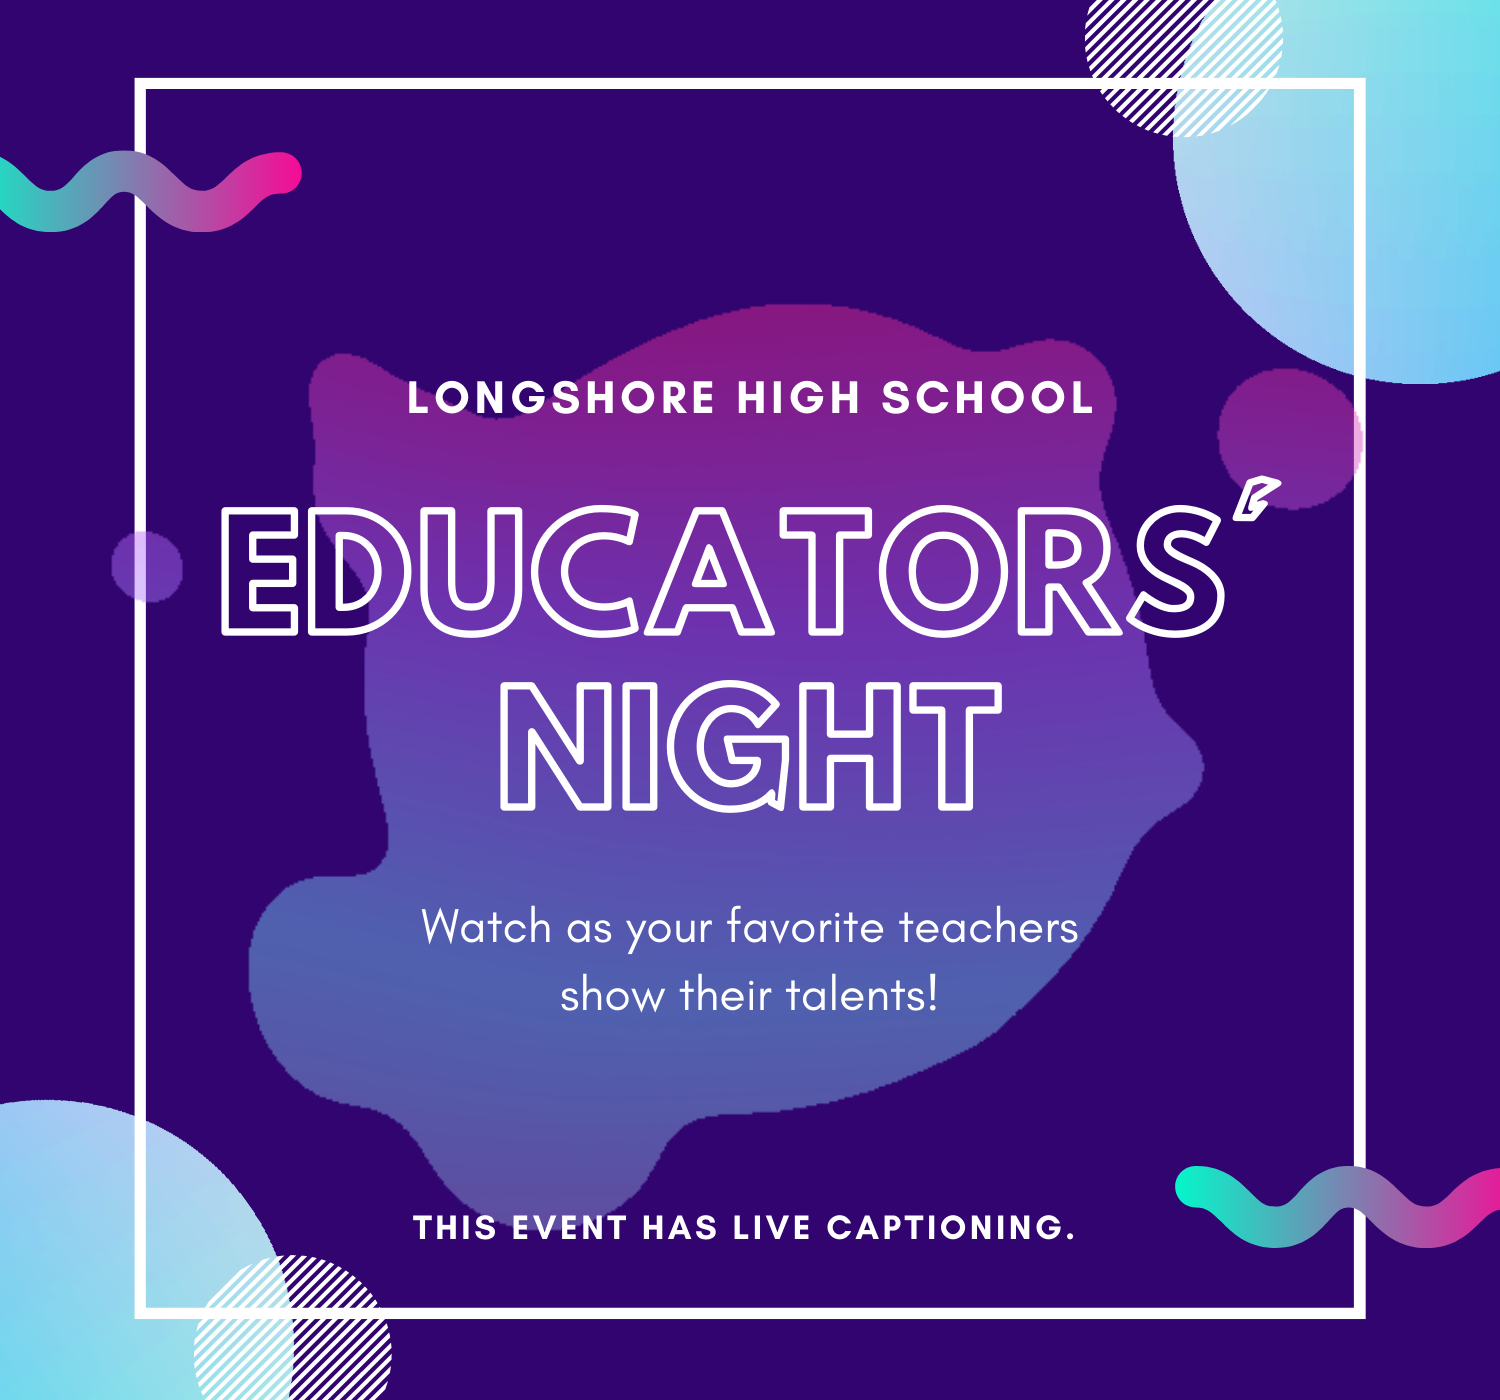 LONGSHORE HIGH SCHOOL
EDUCATORS'
NIGHT
Watch as your favorite teachers
show their talents!
THIS EVENT HAS LIVE CAPTIONING.